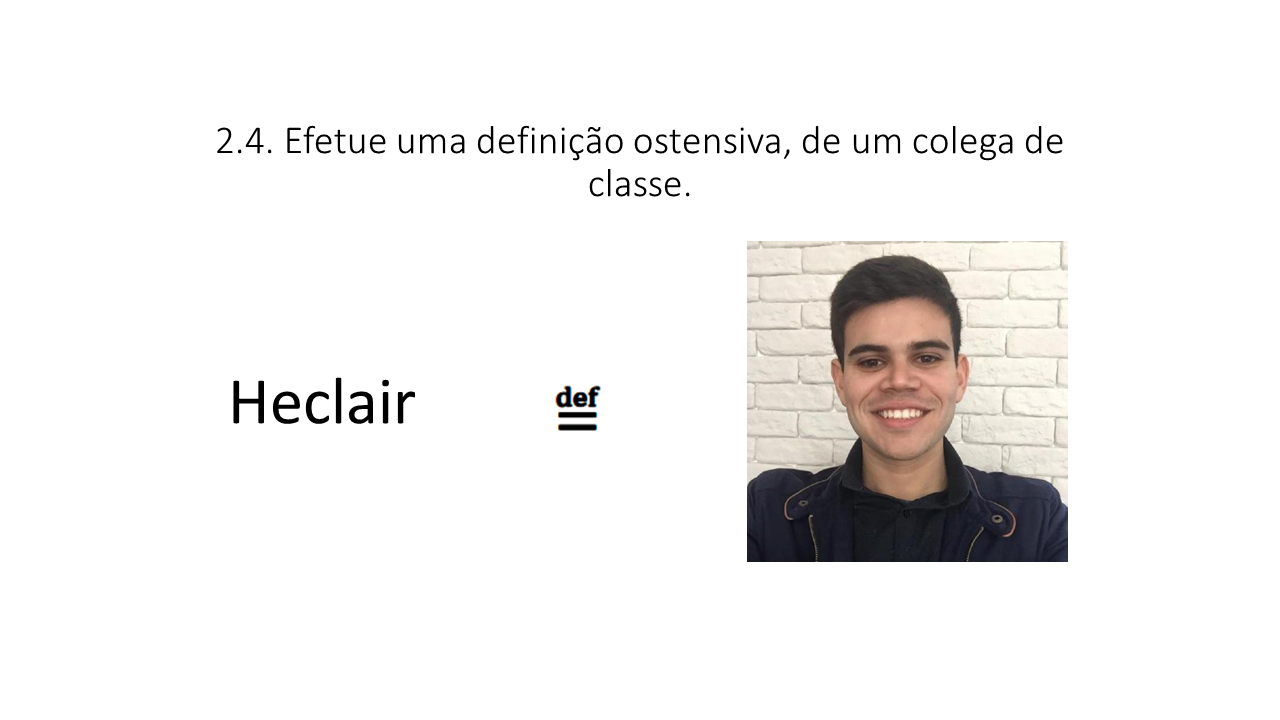 2.4. Efetue uma definição ostensiva, de um colega de
classe.
Heclair
def